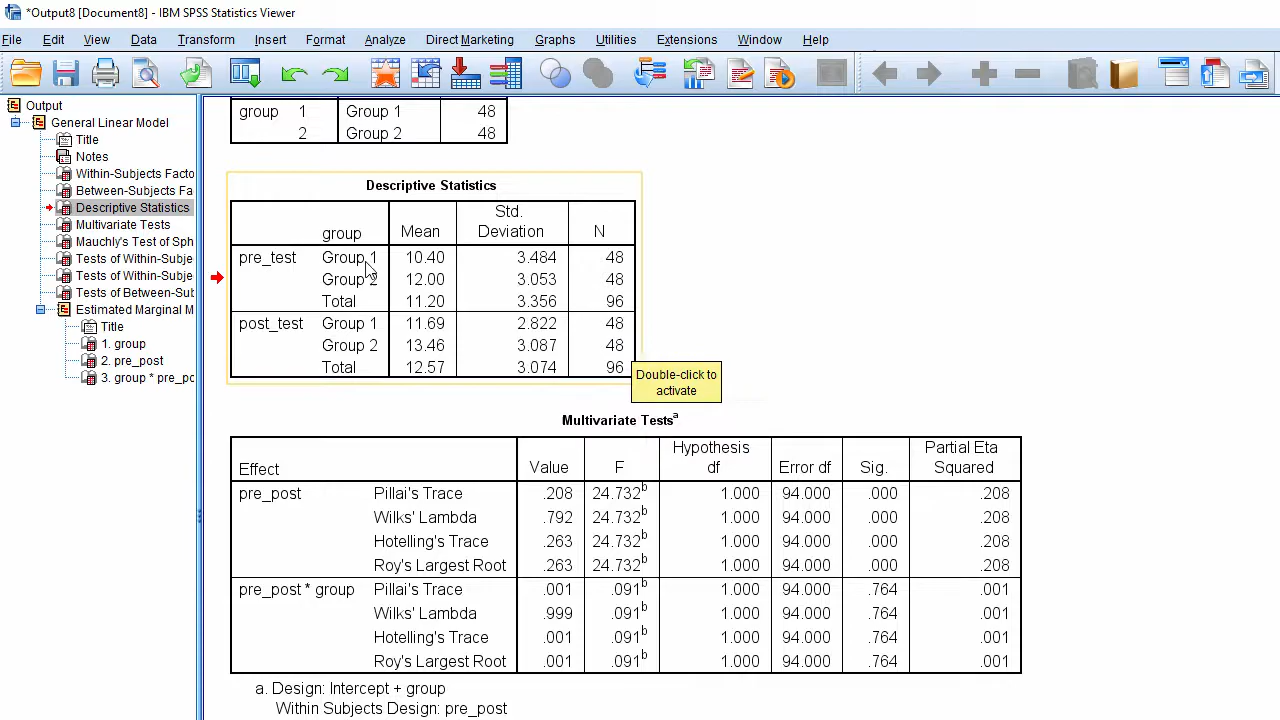 *Output8 [Document8] - IBM SPSS Statistics Viewer
File Edit View Data Transform Insert Format Analyze Direct Marketing Graphs Utilities Extensions Window Help
Output
General Linear Model
Title
Notes
Within-Subjects Facto
Between-Subjects Fa
Descriptive Statistics
Multivariate Tests
Mauchly's Test of Sph
Tests of Within-Subje
Tests of Within-Subje
Tests of Between-Sub
Estimated Marginal M
Title
1. group
2. pre_post
3. group * pre_pc
group 1 Group 1 48
2 Group 2 48
Descriptive Statistics
group Mean Std. Deviation N
pre_test Group 1 10.40 3.484 48
Group 2 12.00 3.053 48
Total 11.20 3.356 96
post_test Group 1 11.69 2.822 48
Group 2 13.46 3.087 48
Total 12.57 3.074 96
Double-click to
activate
Multivariate Testsa
Effect Value F Hypothesis df Error df Sig. Partial Eta Squared
pre_post Pillai's Trace .208 24.732b 1.000 94.000 .000 .208
Wilks' Lambda .792 24.732b 1.000 94.000 .000 .208
Hotelling's Trace .263 24.732b 1.000 94.000 .000 .208
Roy's Largest Root .263 24.732b 1.000 94.000 .000 .208
pre_post * group Pillai's Trace .001 .091b 1.000 94.000 .764 .001
Wilks' Lambda .999 .091b 1.000 94.000 .764 .001
Hotelling's Trace .001 .091b 1.000 94.000 .764 .001
Roy's Largest Root .001 .091b 1.000 94.000 .764 .001
a. Design: Intercept + group
Within Subjects Design: pre_post